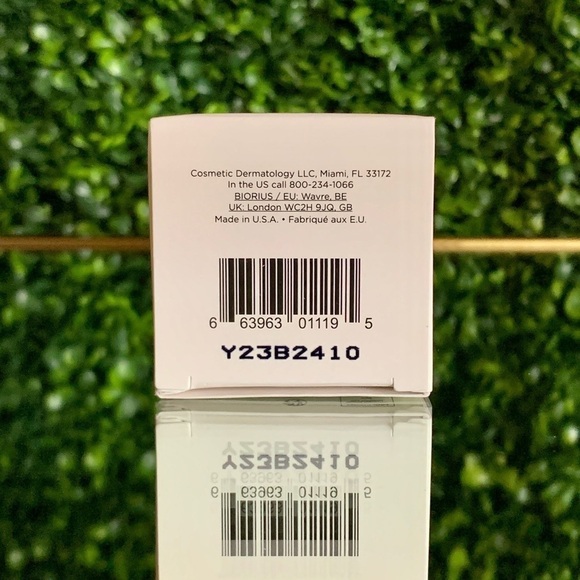 Cosmetic Dermatology LLC, Miami, FL 33172
In the US call 800-234-1066
BIORIUS / EU: Wavre, BE
UK: London WC2H 9JQ, GB
Made in U.S.A. • Fabriqué aux E.U.
6 63963 01119 5
Y23B2410